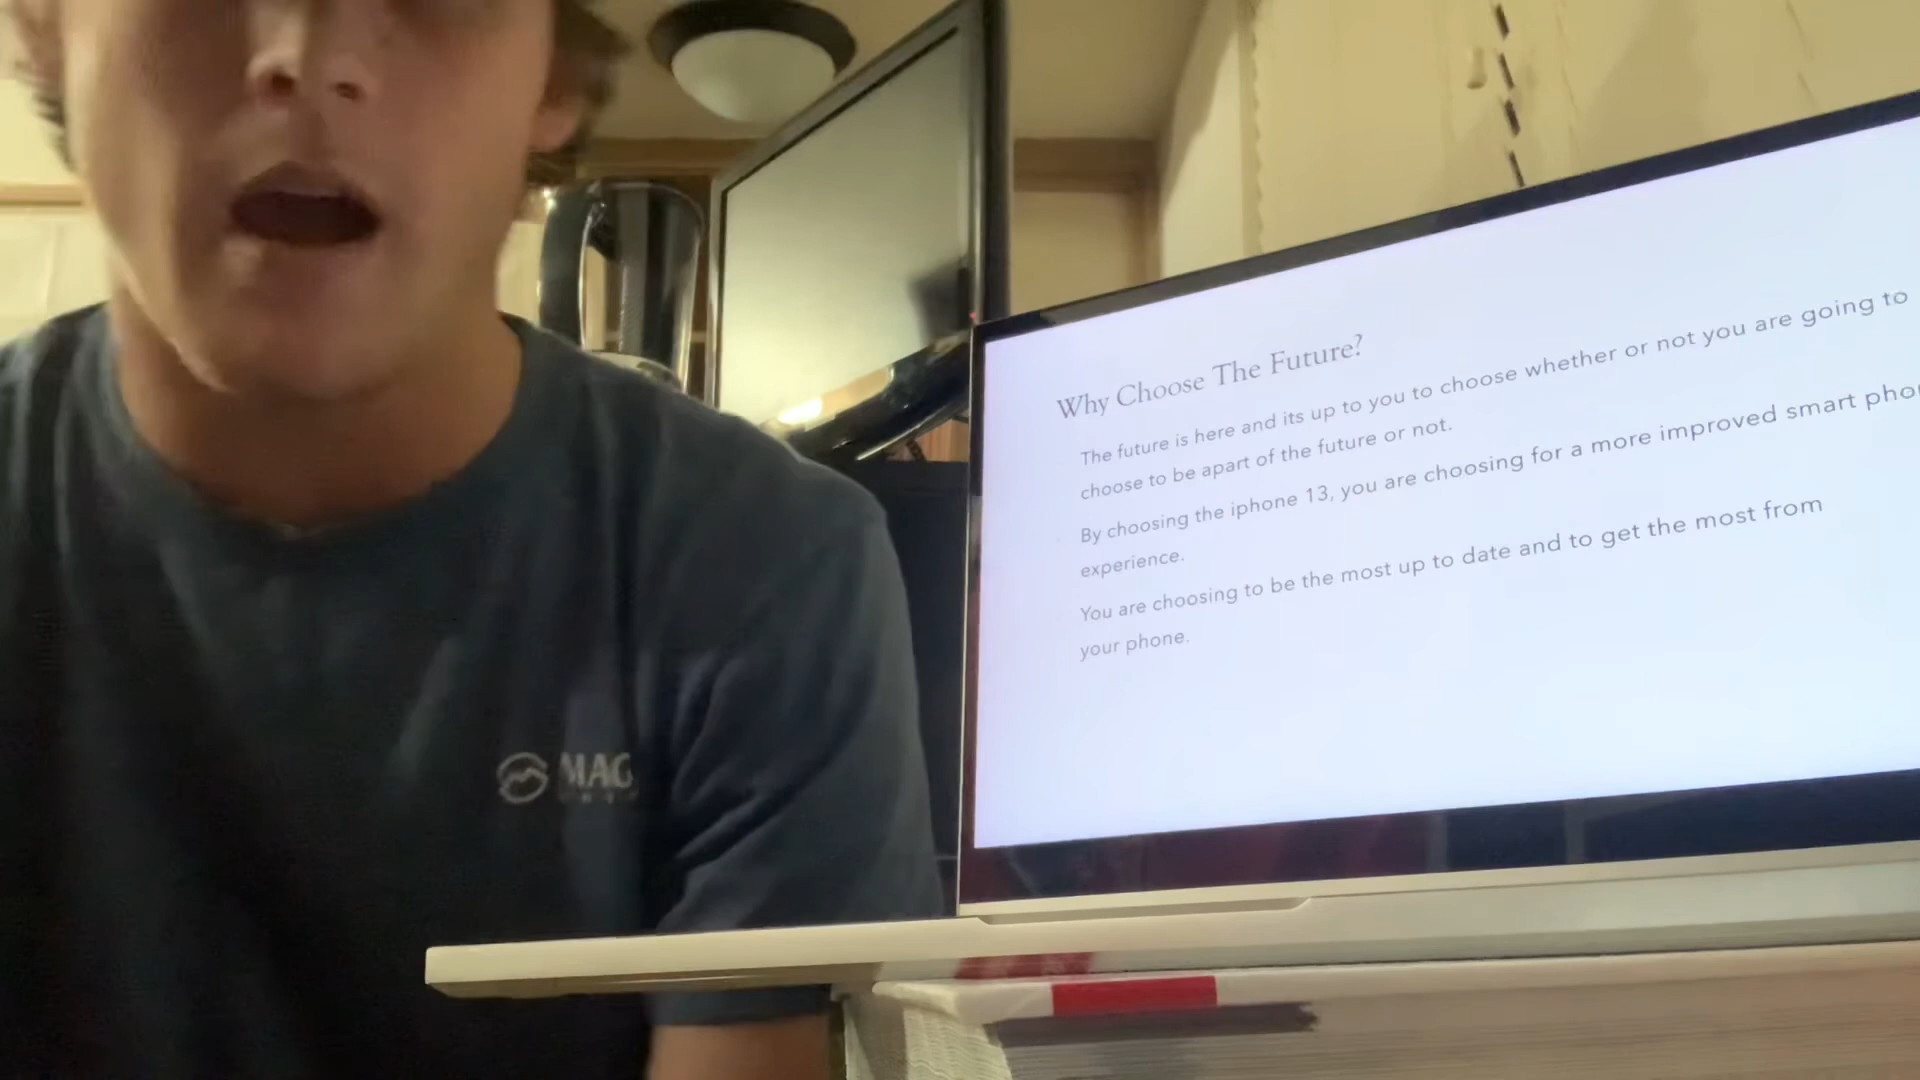 Why Choose The Future?
The future is here and its up to you to choose whether or not you are going to
choose to be apart of the future or not.
By choosing the iphone 13, you are choosing for a more improved smart
experience.
You are choosing to be the most up to date and to get the most from
your phone.
MAG